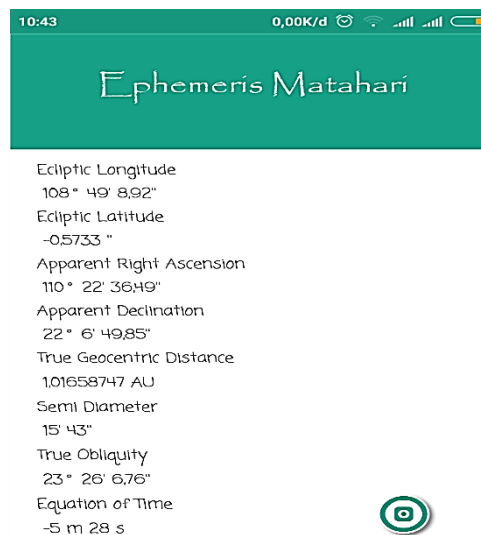 10:43 0,00K/d
Ephemeris Matahari
Ecliptic Longitude
108° 49' 8,92"
Ecliptic Latitude
-0,5733 "
Apparent Right Ascension
110° 22' 36,49"
Apparent Declination
22° 6' 49,85"
True Geocentric Distance
1,01658747 AU
Semi Diameter
15' 43"
True Obliquity
23° 26' 6,76"
Equation of Time
-5 m 28 s